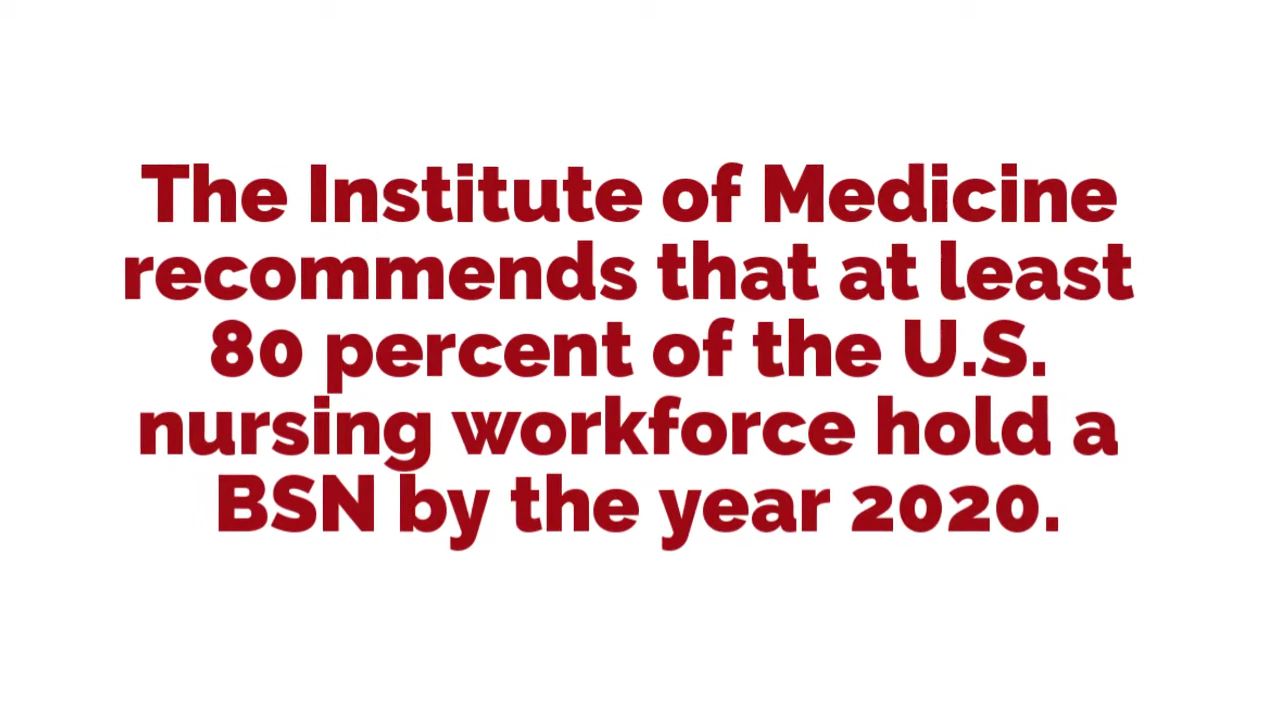 The Institute of Medicine
recommends that at least
80 percent of the U.S.
nursing workforce hold a
BSN by the year 2020.